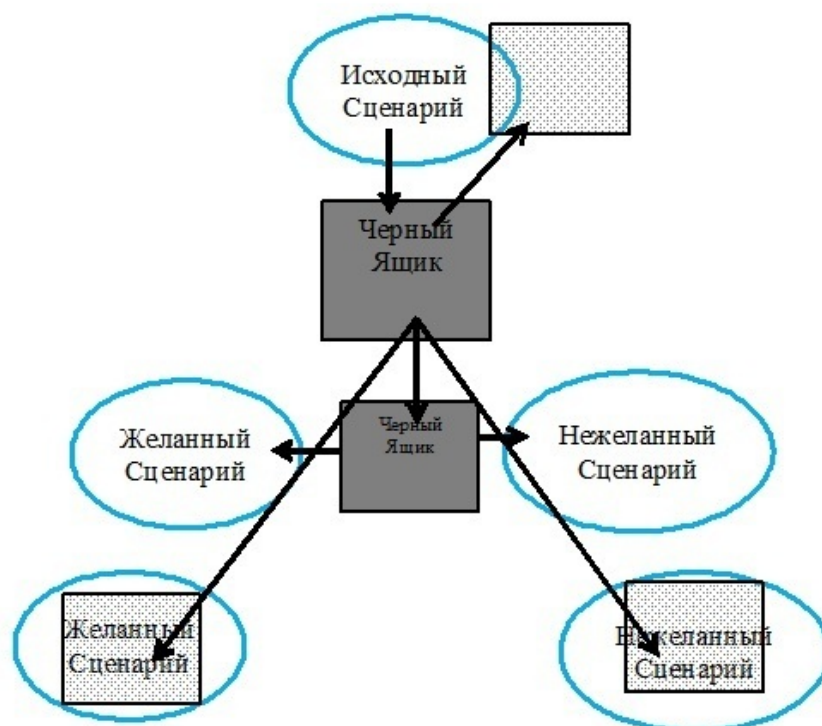 Исходный
Сценарий
Черный
Ящик
Желанный
Сценарий
Черный
Ящик
Нежеланный
Сценарий
Желанный
Сценарий
Нежеланный
Сценарий